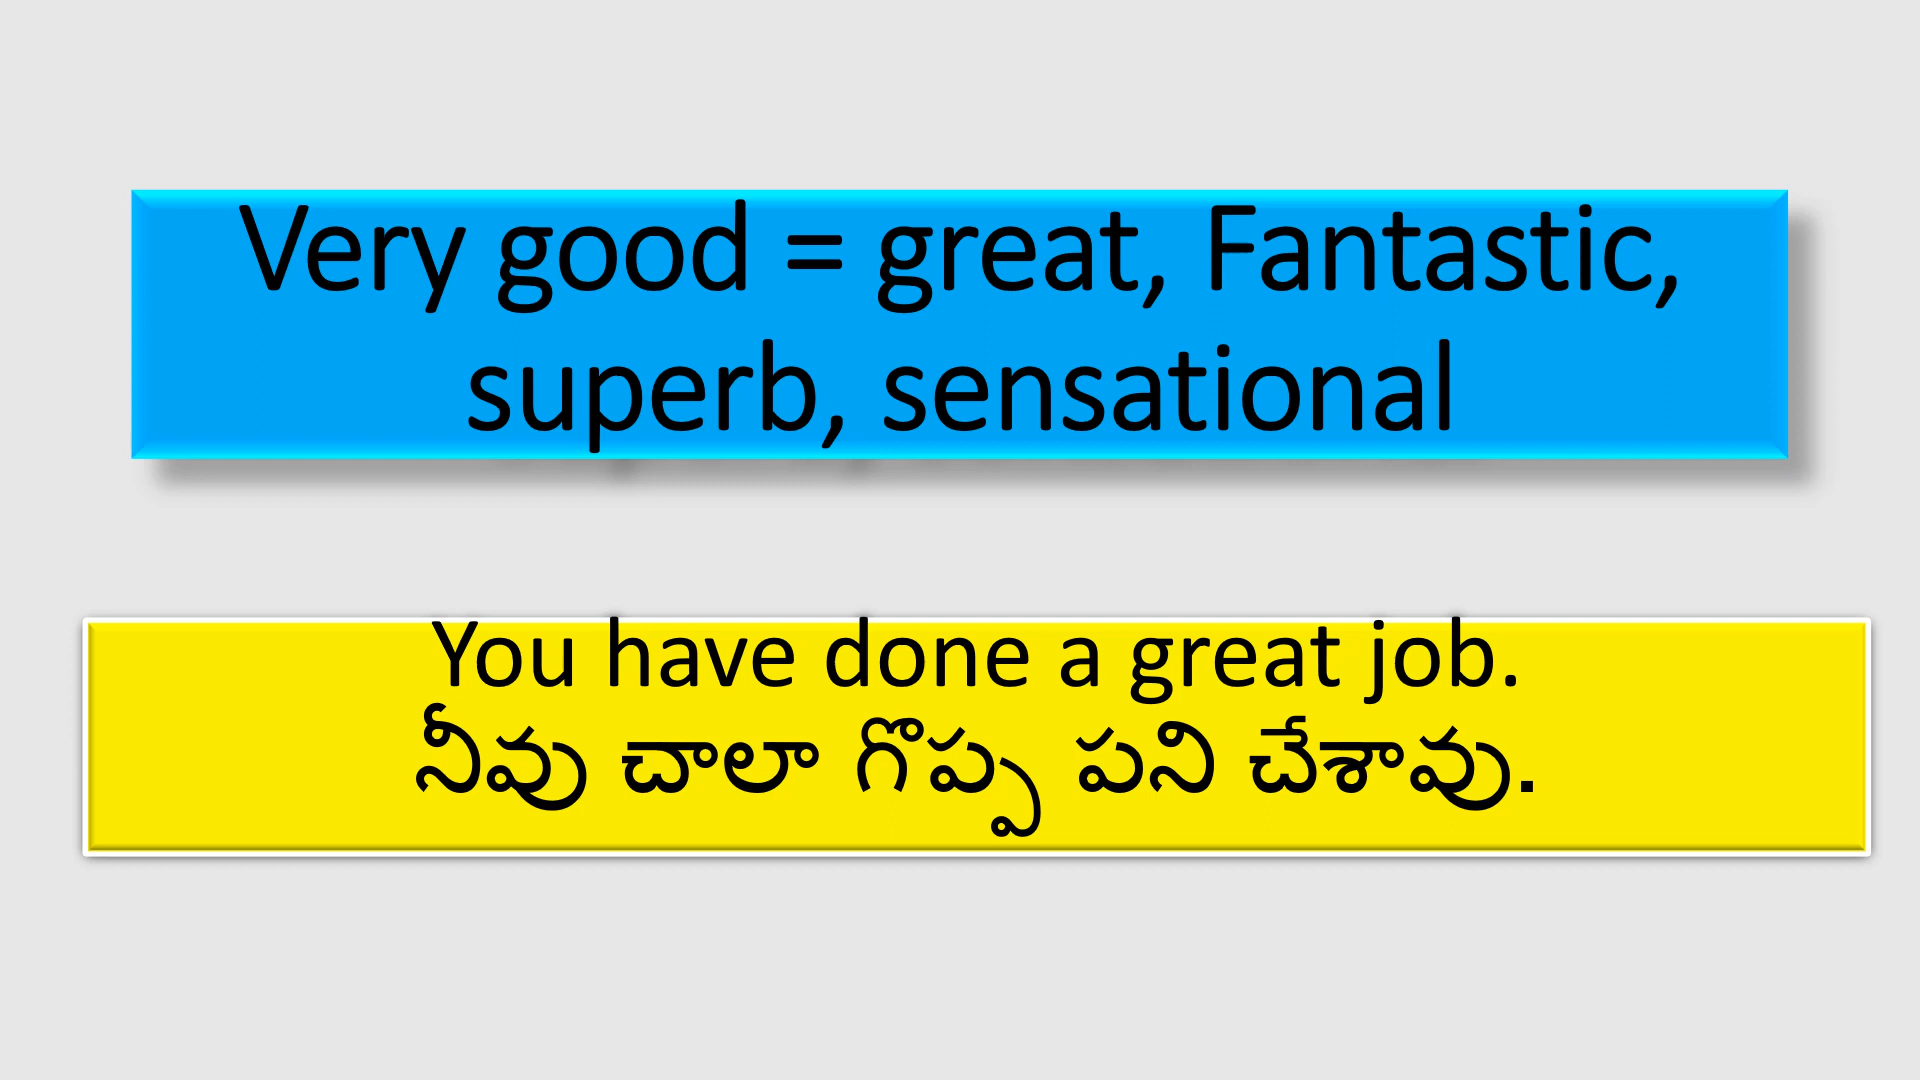 Very good = great, Fantastic,
superb, sensational
You have done a great job.
నీవు చాలా గొప్ప పని చేశావు.